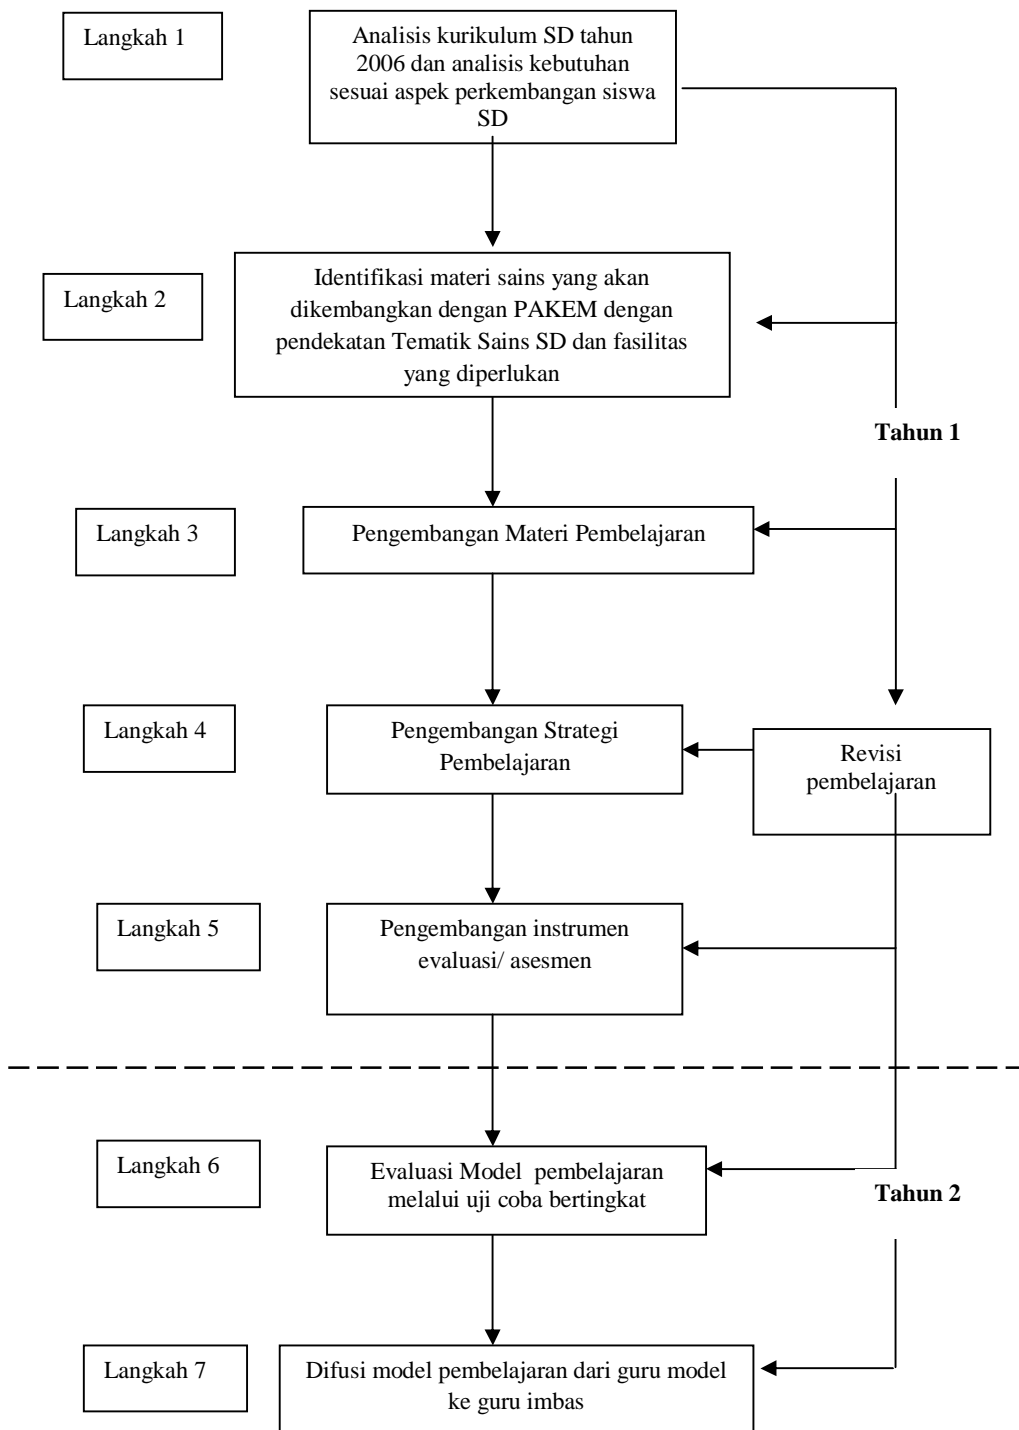 Langkah 1
Analisis kurikulum SD tahun
2006 dan analisis kebutuhan
sesuai aspek perkembangan siswa
SD
Langkah 2
Identifikasi materi sains yang akan
dikembangkan dengan PAKEM dengan
pendekatan Tematik Sains SD dan fasilitas
yang diperlukan
Tahun 1
Langkah 3
Pengembangan Materi Pembelajaran
Langkah 4
Pengembangan Strategi
Pembelajaran
Revisi
pembelajaran
Langkah 5
Pengembangan instrumen
evaluasi/ asesmen
Langkah 6
Evaluasi Model pembelajaran
melalui uji coba bertingkat
Tahun 2
Langkah 7
Difusi model pembelajaran dari guru model
ke guru imbas